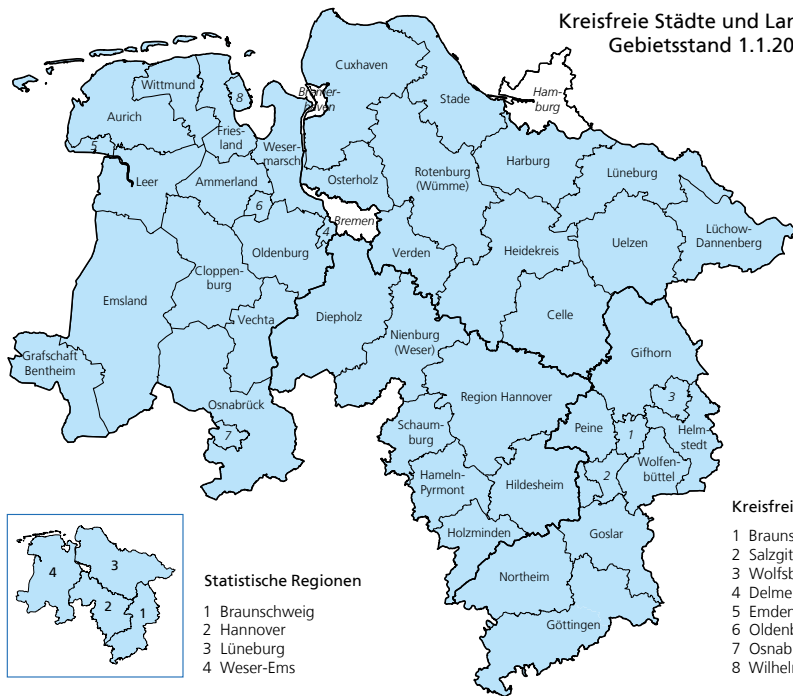 Kreisfreie Städte und Lan
Gebietsstand 1.1.20
Cuxhaven
Wittmund
8
Bremer-
haven
Stade
Ham-
burg
Aurich
Fries-
land
5
Weser-
marsch
Harburg
Leer
Ammerland
Osterholz
Rotenburg
(Wümme)
Lüneburg
6
Bremen
4
Lüchow-
Dannenberg
Oldenburg
Verden
Heidekreis
Uelzen
Cloppen-
burg
Emsland
Vechta
Diepholz
Celle
Nienburg
(Weser)
Grafschaft
Bentheim
Gifhorn
Region Hannover
3
Osnabrück
Schaum-
burg
Peine
1
Helm-
stedt
7
Wolfen-
büttel
Hameln-
Pyrmont
Hildesheim
2
Holzminden
Goslar
Northeim
Göttingen
4
3
2
1
Statistische Regionen
1 Braunschweig
2 Hannover
3 Lüneburg
4 Weser-Ems
Kreisfrei
1 Brauns
2 Salzgit
3 Wolfsb
4 Delme
5 Emden
6 Oldenb
7 Osnab
8 Wilheln